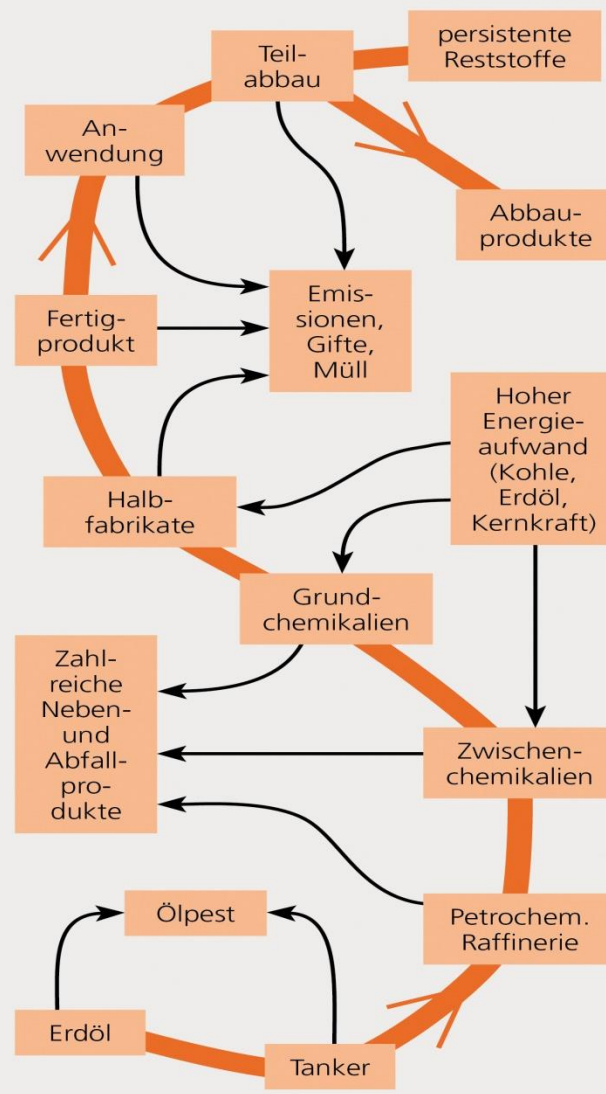 Teil-
abbau
persistente
Reststoffe
An-
wendung
Abbau-
produkte
Emis-
sionen,
Gifte,
Müll
Fertig-
produkt
Hoher
Energie-
aufwand
(Kohle,
Erdöl,
Kernkraft)
Halb-
fabrikate
Grund-
chemikalien
Zahl-
reiche
Neben-
und
Abfall-
pro-
dukte
Zwischen-
chemikalien
Ölpest
Petrochem.
Raffinerie
Erdöl
Tanker